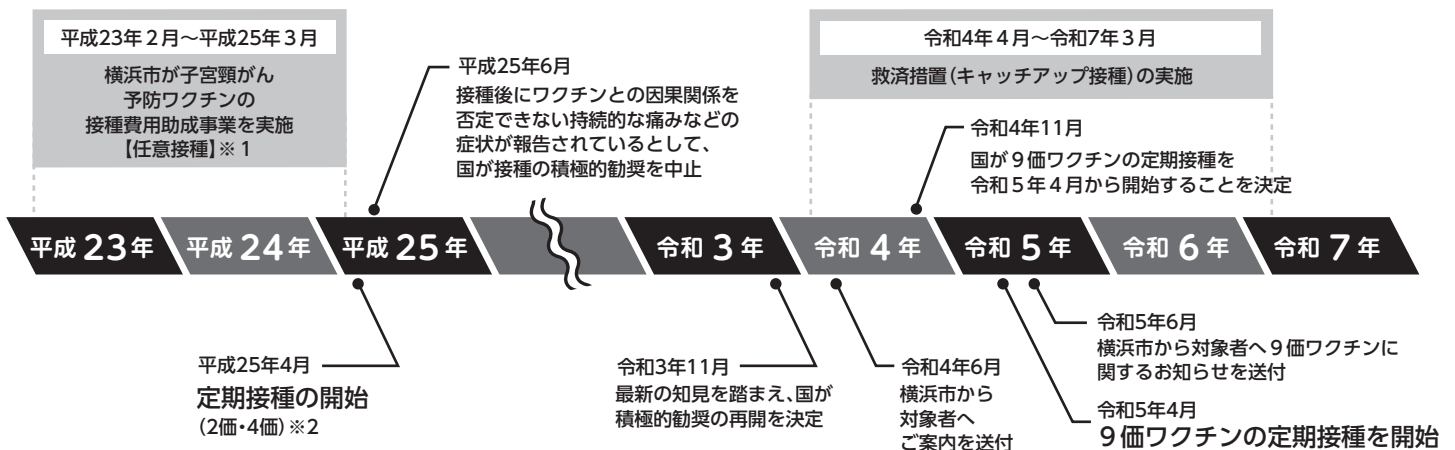 平成23年2月～平成25年3月
横浜市が子宮頸がん
予防ワクチンの
接種費用助成事業を実施
【任意接種】※1
平成25年6月
接種後にワクチンとの因果関係を
否定できない持続的な痛みなどの
症状が報告されているとして、
国が接種の積極的勧奨を中止
令和4年4月～令和7年3月
救済措置（キャッチアップ接種）の実施
令和4年11月
国が9価ワクチンの定期接種を
令和5年4月から開始することを決定
平成23年
平成24年
平成25年
令和3年
令和4年
令和5年
令和6年
令和7年
平成25年4月
定期接種の開始
（2価・4価）※2
令和3年11月
最新の知見を踏まえ、国が
積極的勧奨の再開を決定
令和4年6月
横浜市から
対象者へ
ご案内を送付
令和5年6月
横浜市から対象者へ9価ワクチンに
関するお知らせを送付
令和5年4月
9価ワクチンの定期接種を開始